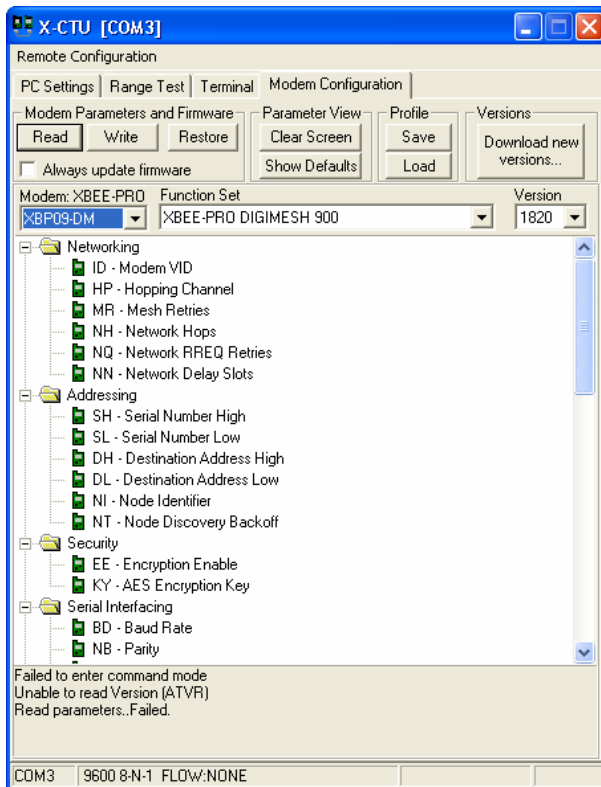 X-CTU [COM3]
Remote Configuration
PC Settings Range Test Terminal Modem Configuration
Modem Parameters and Firmware Parameter View Profile Versions
Read Write Restore Clear Screen Save Download new versions...
Always update firmware Show Defaults Load
Modem: XBEE-PRO Function Set Version
XBP09-DM XBEE-PRO DIGIMESH 900 1820
Networking
ID - Modem VID
HP - Hopping Channel
MR - Mesh Retries
NH - Network Hops
NQ - Network RREQ Retries
NN - Network Delay Slots
Addressing
SH - Serial Number High
SL - Serial Number Low
DH - Destination Address High
DL - Destination Address Low
NI - Node Identifier
NT - Node Discovery Backoff
Security
EE - Encryption Enable
KY - AES Encryption Key
Serial Interfacing
BD - Baud Rate
NB - Parity
Failed to enter command mode
Unable to read Version (ATVR)
Read parameters..Failed.
COM3 9600 8-N-1 FLOW:NONE